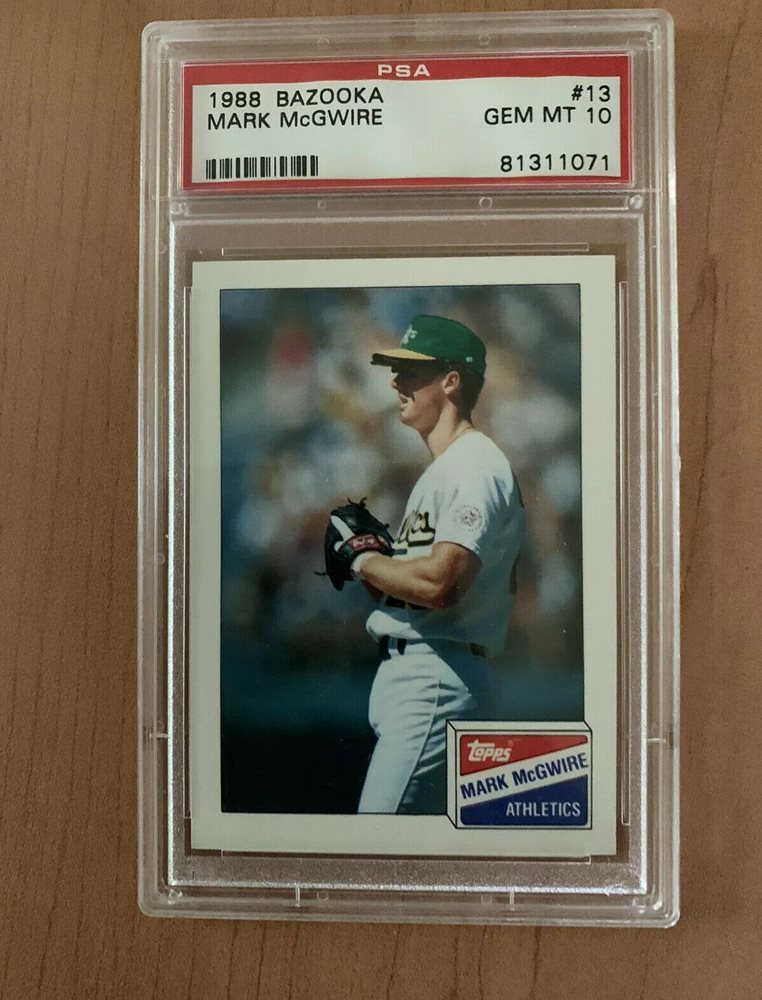 PSA
1988 BAZOOKA #13
MARK McGWIRE GEM MT 10
81311071
A's
Topps®
MARK McGWIRE
ATHLETICS